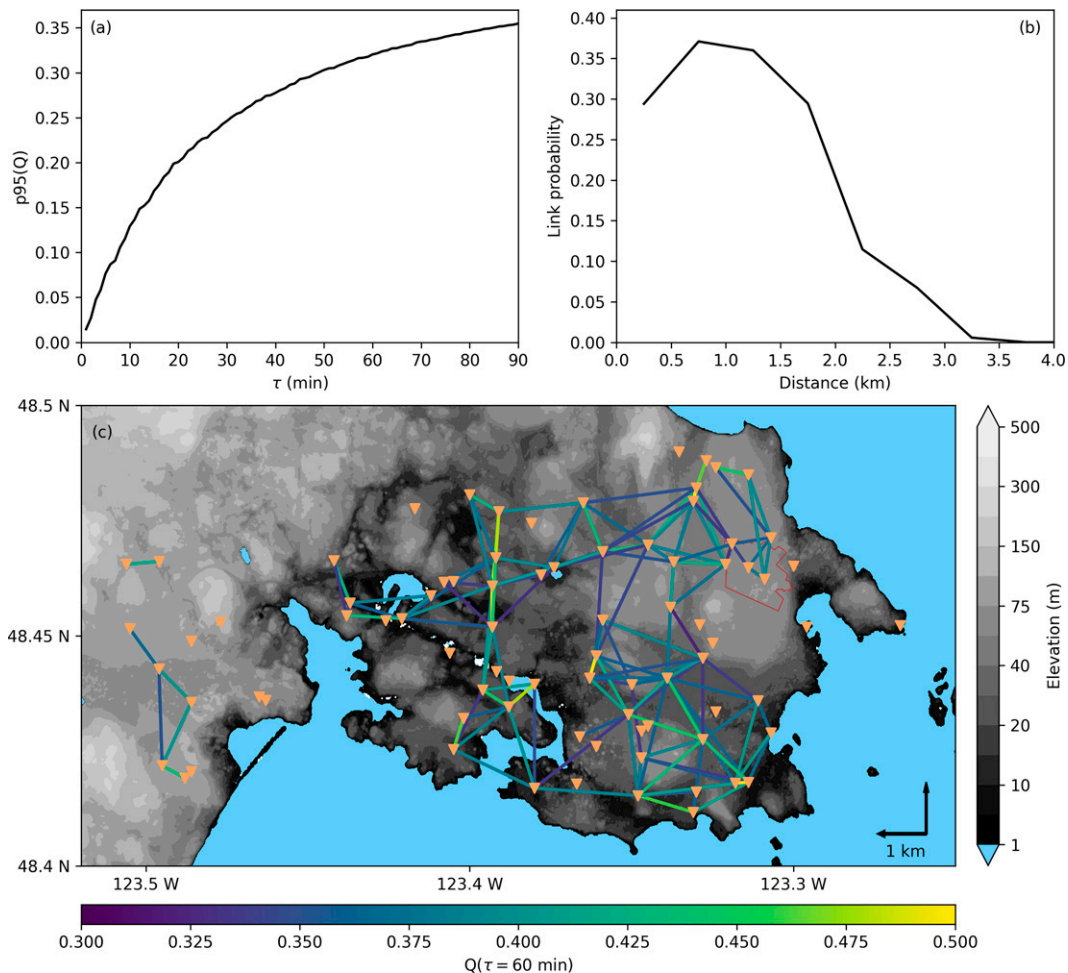 (a)
0.35
0.30
0.25
0.20
0.15
0.10
0.05
0.00
p95(Q)
0 10 20 30 40 50 60 70 80 90
τ (min)
(b)
0.40
0.35
0.30
0.25
0.20
0.15
0.10
0.05
0.00
Link probability
0.0 0.5 1.0 1.5 2.0 2.5 3.0 3.5 4.0
Distance (km)
(c)
48.5 N
48.45 N
48.4 N
123.5 W 123.4 W 123.3 W
1 km
500
300
150
75
40
20
10
1
Elevation (m)
0.300 0.325 0.350 0.375 0.400 0.425 0.450 0.475 0.500
Q(τ = 60 min)